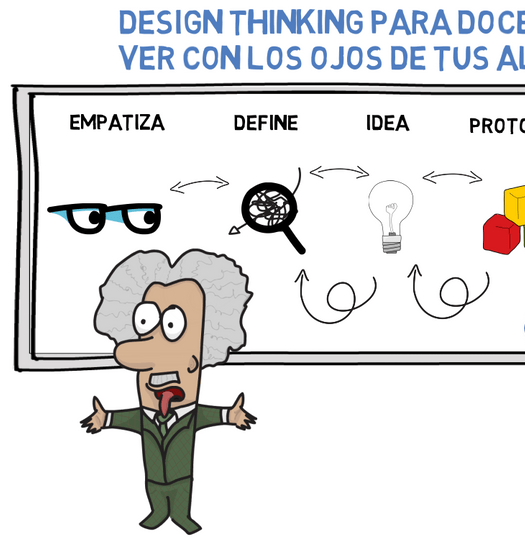 DESIGN THINKING PARA DOCE
VER CON LOS OJOS DE TUS AL
EMPATIZA DEFINE IDEA PROTO